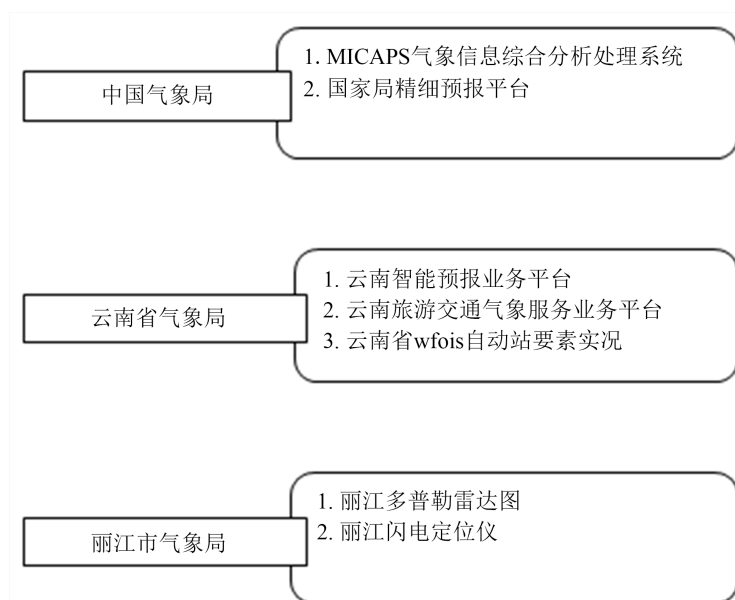 中国气象局
1. MICAPS气象信息综合分析处理系统
2. 国家局精细预报平台
云南省气象局
1. 云南智能预报业务平台
2. 云南旅游交通气象服务业务平台
3. 云南省wfois自动站要素实况
丽江市气象局
1. 丽江多普勒雷达图
2. 丽江闪电定位仪